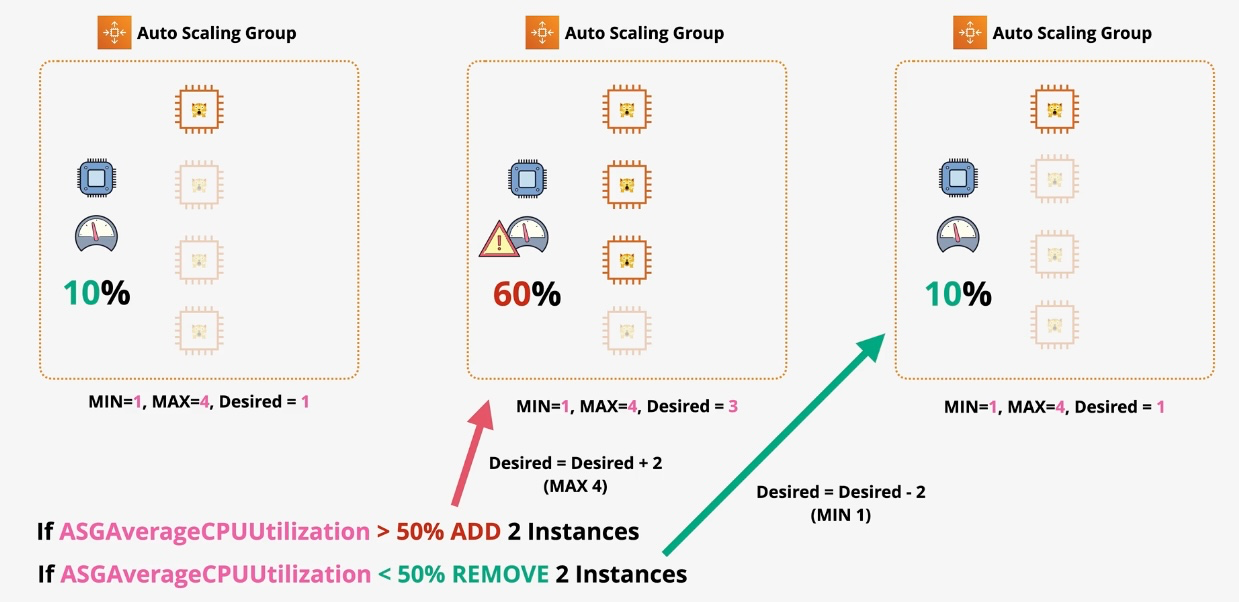 Auto Scaling Group
10%
MIN=1, MAX=4, Desired = 1
Auto Scaling Group
60%
MIN=1, MAX=4, Desired = 3
Auto Scaling Group
10%
MIN=1, MAX=4, Desired = 1
Desired = Desired + 2
(MAX 4)
Desired = Desired - 2
(MIN 1)
If ASGAverageCPUUtilization > 50% ADD 2 Instances
If ASGAverageCPUUtilization < 50% REMOVE 2 Instances